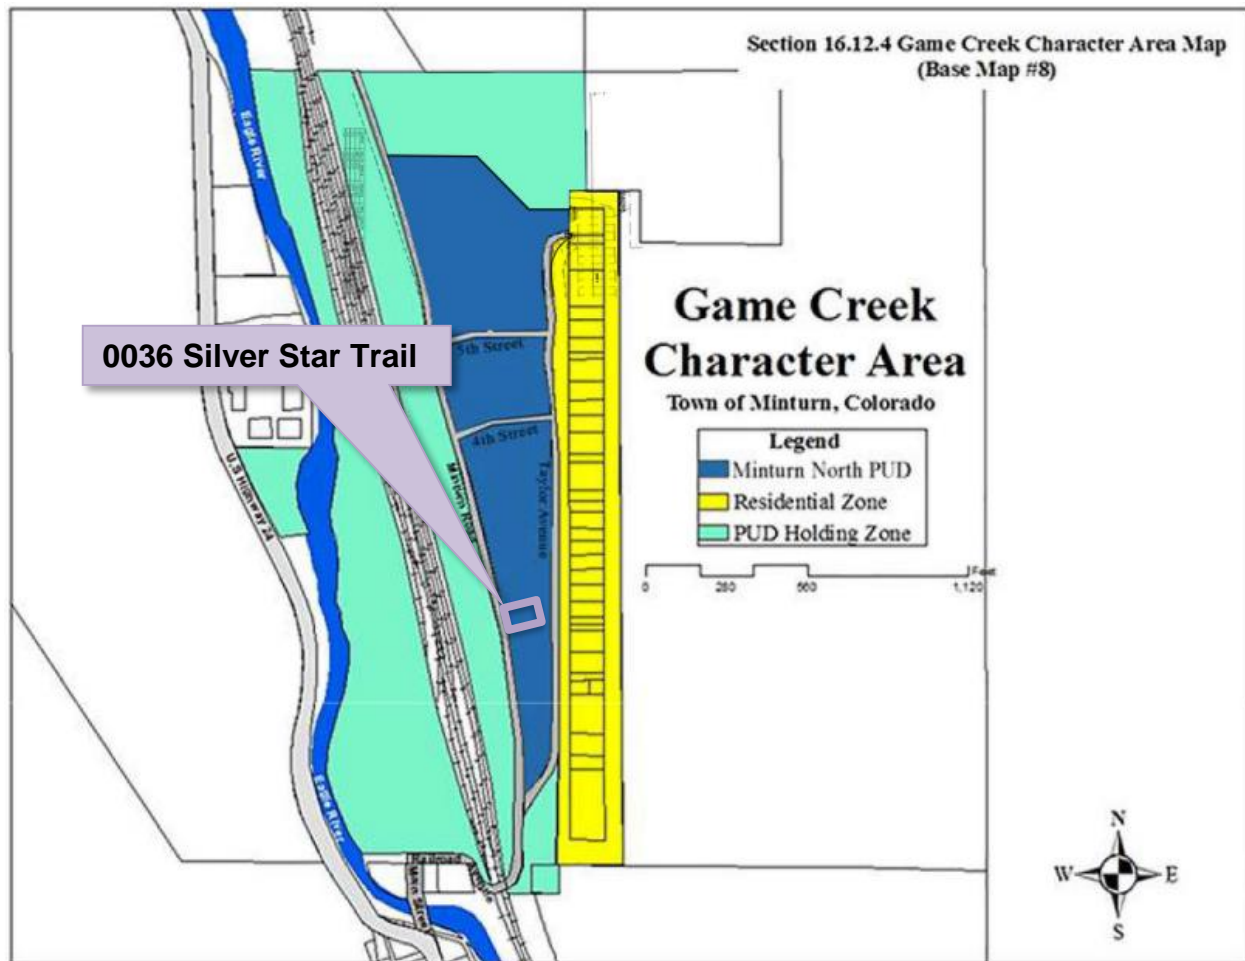 Section 16.12.4 Game Creek Character Area Map
(Base Map #8)
Eagle River
Game Creek
Character Area
Town of Minturn, Colorado
0036 Silver Star Trail
5th Street
4th Street
Legend
Minturn North PUD
Residential Zone
PUD Holding Zone
U.S Highway 24
Minturn Road
Taylor Avenue
Feet
0 280 560 1,120
Eagle River
Railroad Avenue
Main Street
N
W E
S